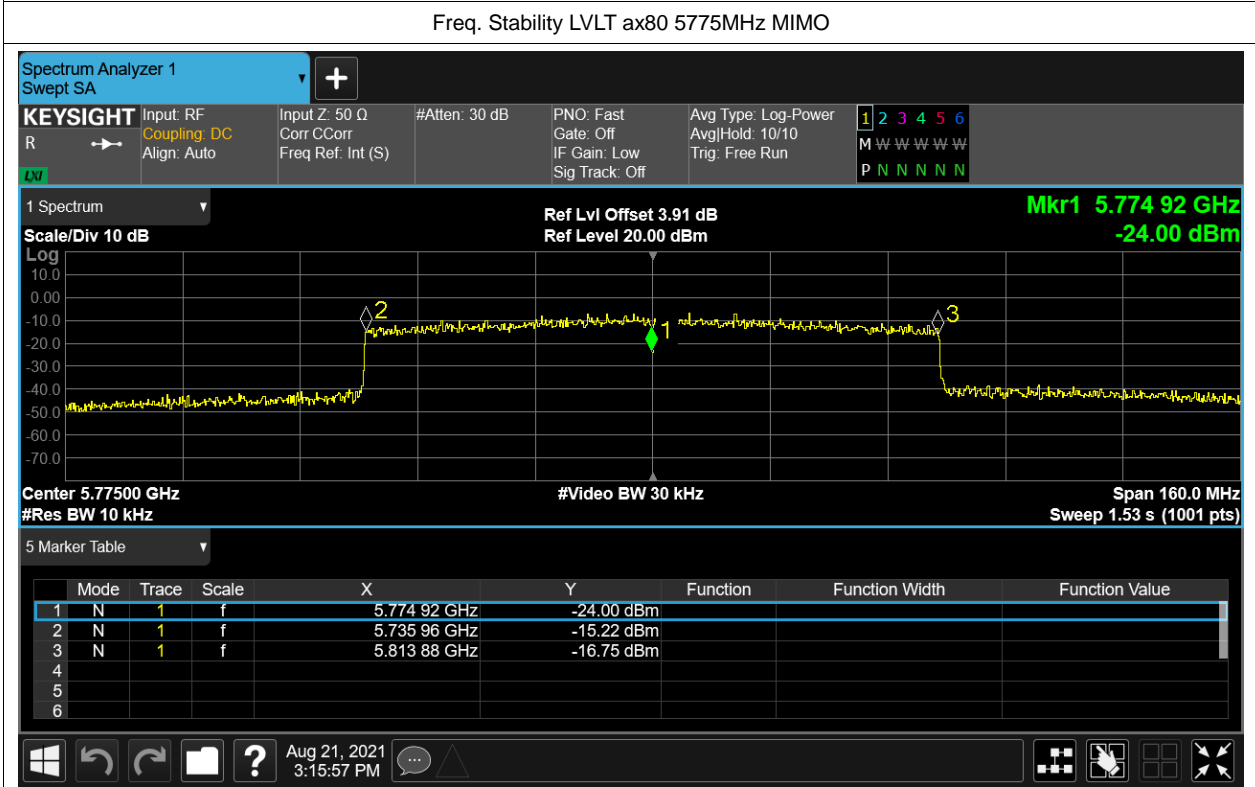 Freq. Stability LVLT ax80 5775MHz MIMO
Spectrum Analyzer 1
Swept SA
+
KEYSIGHT
R
LXI
Input: RF
Coupling: DC
Align: Auto
Input Z: 50 Ω
Corr CCorr
Freq Ref: Int (S)
#Atten: 30 dB
PNO: Fast
Gate: Off
IF Gain: Low
Sig Track: Off
Avg Type: Log-Power
Avg|Hold: 10/10
Trig: Free Run
1 2 3 4 5 6
M W W W W W
P N N N N N
1 Spectrum
Scale/Div 10 dB
Ref Lvl Offset 3.91 dB
Ref Level 20.00 dBm
Mkr1 5.774 92 GHz
-24.00 dBm
Log
10.0
0.00
-10.0
-20.0
-30.0
-40.0
-50.0
-60.0
-70.0
2
1
3
Center 5.77500 GHz
#Video BW 30 kHz
Span 160.0 MHz
#Res BW 10 kHz
Sweep 1.53 s (1001 pts)
5 Marker Table
Mode Trace Scale X Y Function Function Width Function Value
1 N 1 f 5.774 92 GHz -24.00 dBm
2 N 1 f 5.735 96 GHz -15.22 dBm
3 N 1 f 5.813 88 GHz -16.75 dBm
4
5
6
?
Aug 21, 2021
3:15:57 PM